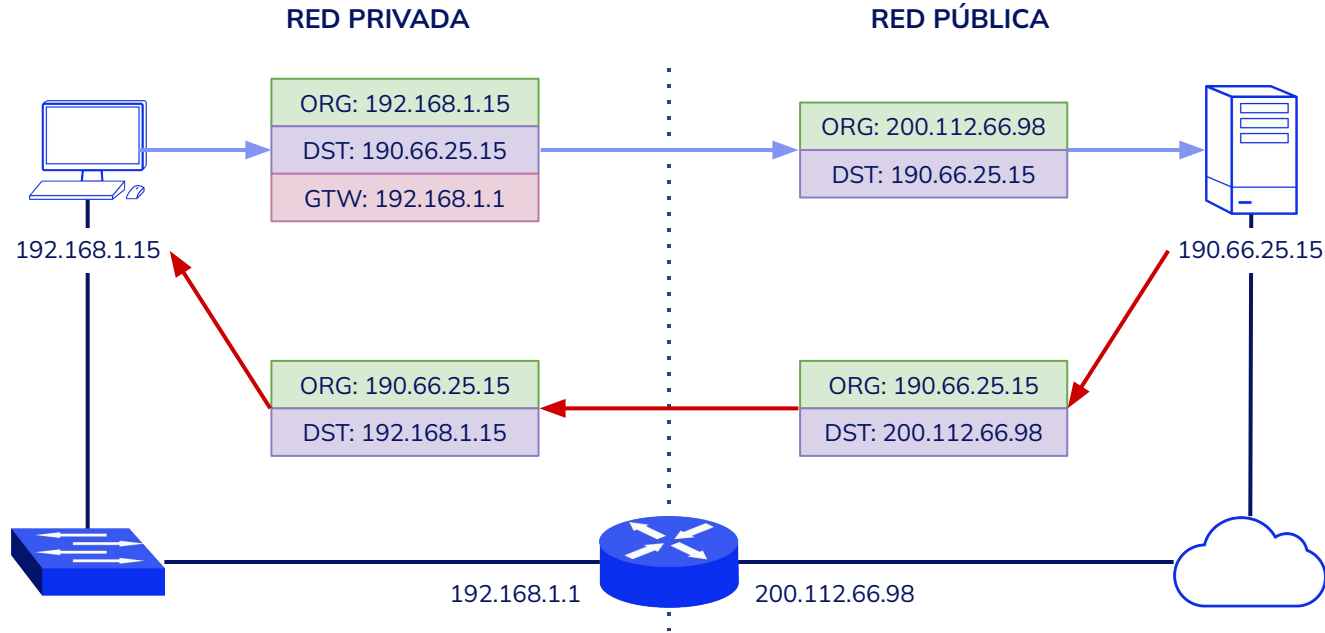 RED PRIVADA
RED PÚBLICA
ORG: 192.168.1.15
DST: 190.66.25.15
GTW: 192.168.1.1
ORG: 200.112.66.98
DST: 190.66.25.15
192.168.1.15
190.66.25.15
ORG: 190.66.25.15
DST: 192.168.1.15
ORG: 190.66.25.15
DST: 200.112.66.98
192.168.1.1
200.112.66.98